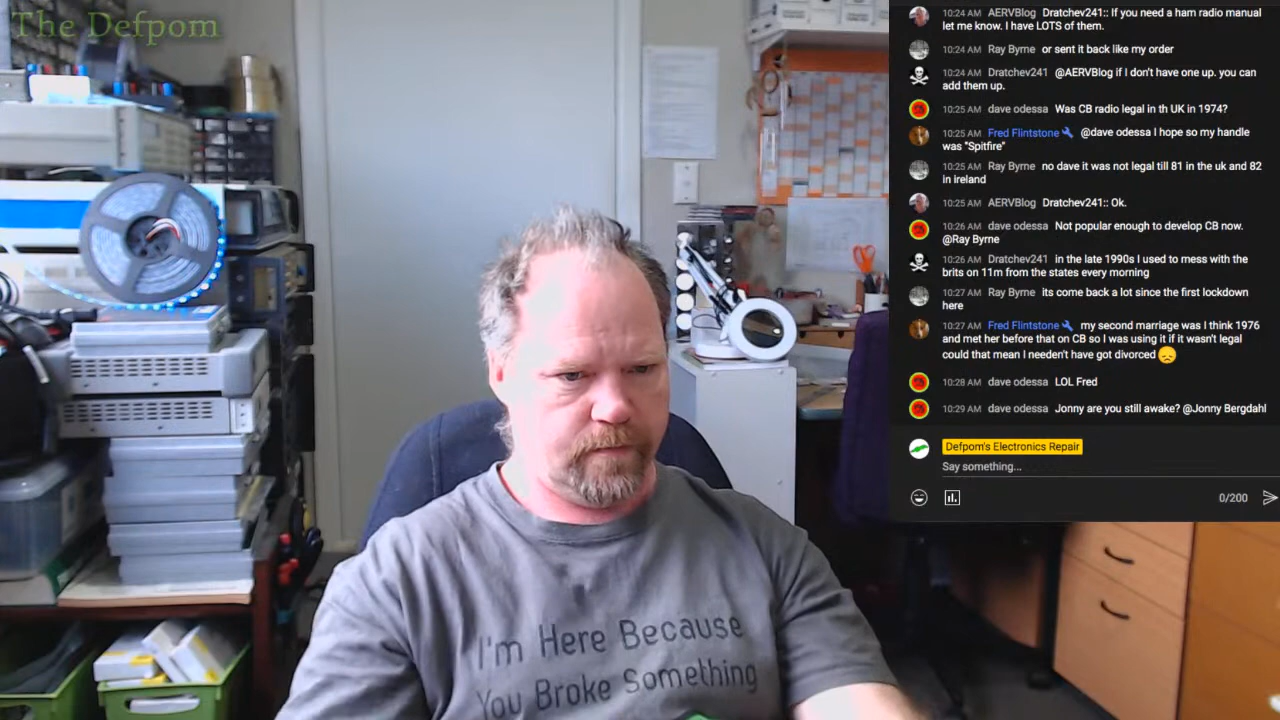 The Defpom
10:24 AM AERVBlog Dratchev241:: If you need a ham radio manual
let me know. I have LOTS of them.
10:24 AM Ray Byrne or sent it back like my order
10:24 AM Dratchev241 @AERVBlog if I don't have one up. you can
add them up.
10:25 AM dave odessa Was CB radio legal in th UK in 1974?
10:25 AM Fred Flintstone @dave odessa I hope so my handle
was "Spitfire"
10:25 AM Ray Byrne no dave it was not legal till 81 in the uk and 82
in ireland
10:25 AM AERVBlog Dratchev241:: Ok.
10:26 AM dave odessa Not popular enough to develop CB now.
@Ray Byrne
10:26 AM Dratchev241 in the late 1990s I used to mess with the
brits on 11m from the states every morning
10:27 AM Ray Byrne its come back a lot since the first lockdown
here
10:27 AM Fred Flintstone my second marriage was I think 1976
and met her before that on CB so I was using it if it wasn't legal
could that mean I needen't have got divorced 😞
10:28 AM dave odessa LOL Fred
10:29 AM dave odessa Jonny are you still awake? @Jonny Bergdahl
Defpom's Electronics Repair
Say something...
0/200
I'm Here Because
You Broke Something